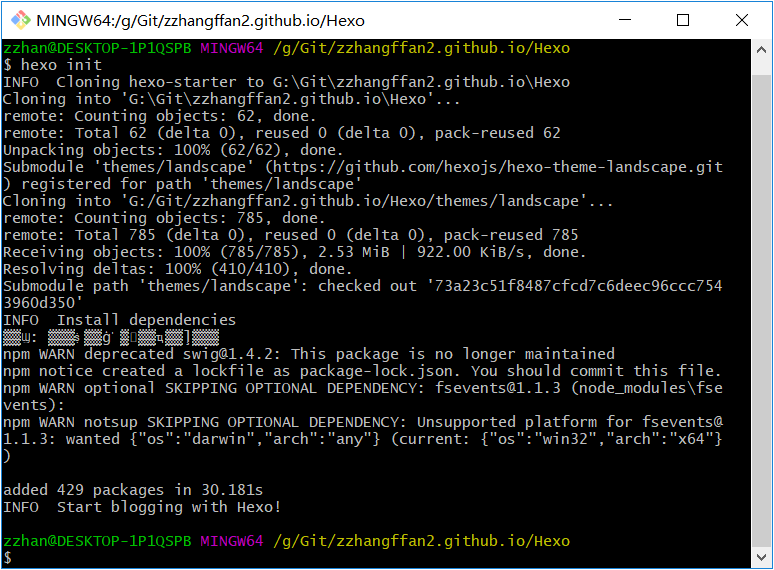 MINGW64:/g/Git/zzhangffan2.github.io/Hexo
zzhan@DESKTOP-1P1QSPB MINGW64 /g/Git/zzhangffan2.github.io/Hexo
$ hexo init
INFO  Cloning hexo-starter to G:\Git\zzhangffan2.github.io\Hexo
Cloning into 'G:\Git\zzhangffan2.github.io\Hexo'...
remote: Counting objects: 62, done.
remote: Total 62 (delta 0), reused 0 (delta 0), pack-reused 62
Unpacking objects: 100% (62/62), done.
Submodule 'themes/landscape' (https://github.com/hexojs/hexo-theme-landscape.git
) registered for path 'themes/landscape'
Cloning into 'G:/Git/zzhangffan2.github.io/Hexo/themes/landscape'...
remote: Counting objects: 785, done.
remote: Total 785 (delta 0), reused 0 (delta 0), pack-reused 785
Receiving objects: 100% (785/785), 2.53 MiB | 922.00 KiB/s, done.
Resolving deltas: 100% (410/410), done.
Submodule path 'themes/landscape': checked out '73a23c51f8487cfcd7c6deec96ccc754
3960d350'
INFO  Install dependencies
npm WARN deprecated swig@1.4.2: This package is no longer maintained
npm notice created a lockfile as package-lock.json. You should commit this file.
npm WARN optional SKIPPING OPTIONAL DEPENDENCY: fsevents@1.1.3 (node_modules\fse
vents):
npm WARN notsup SKIPPING OPTIONAL DEPENDENCY: Unsupported platform for fsevents@
1.1.3: wanted {"os":"darwin","arch":"any"} (current: {"os":"win32","arch":"x64"}
)
added 429 packages in 30.181s
INFO  Start blogging with Hexo!
zzhan@DESKTOP-1P1QSPB MINGW64 /g/Git/zzhangffan2.github.io/Hexo
$